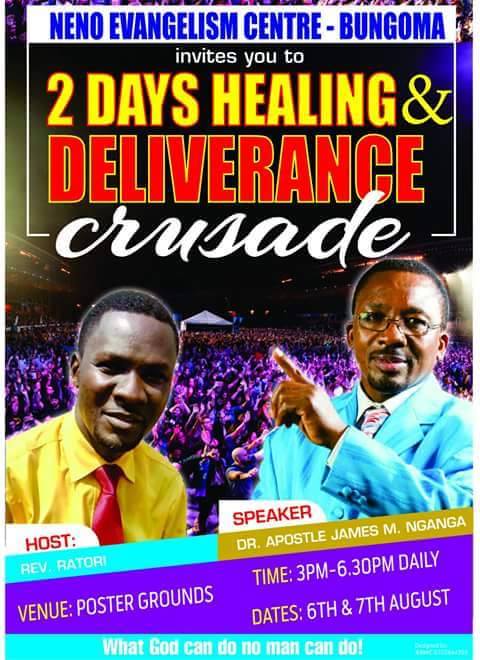 NENO EVANGELISM CENTRE - BUNGOMA
invites you to
2 DAYS HEALING &
DELIVERANCE
crusade
HOST:
REV. RATORI
SPEAKER
DR. APOSTLE JAMES M. NGANGA
VENUE: POSTER GROUNDS
TIME: 3PM-6.30PM DAILY
DATES: 6TH & 7TH AUGUST
What God can do no man can do!
Designed by: